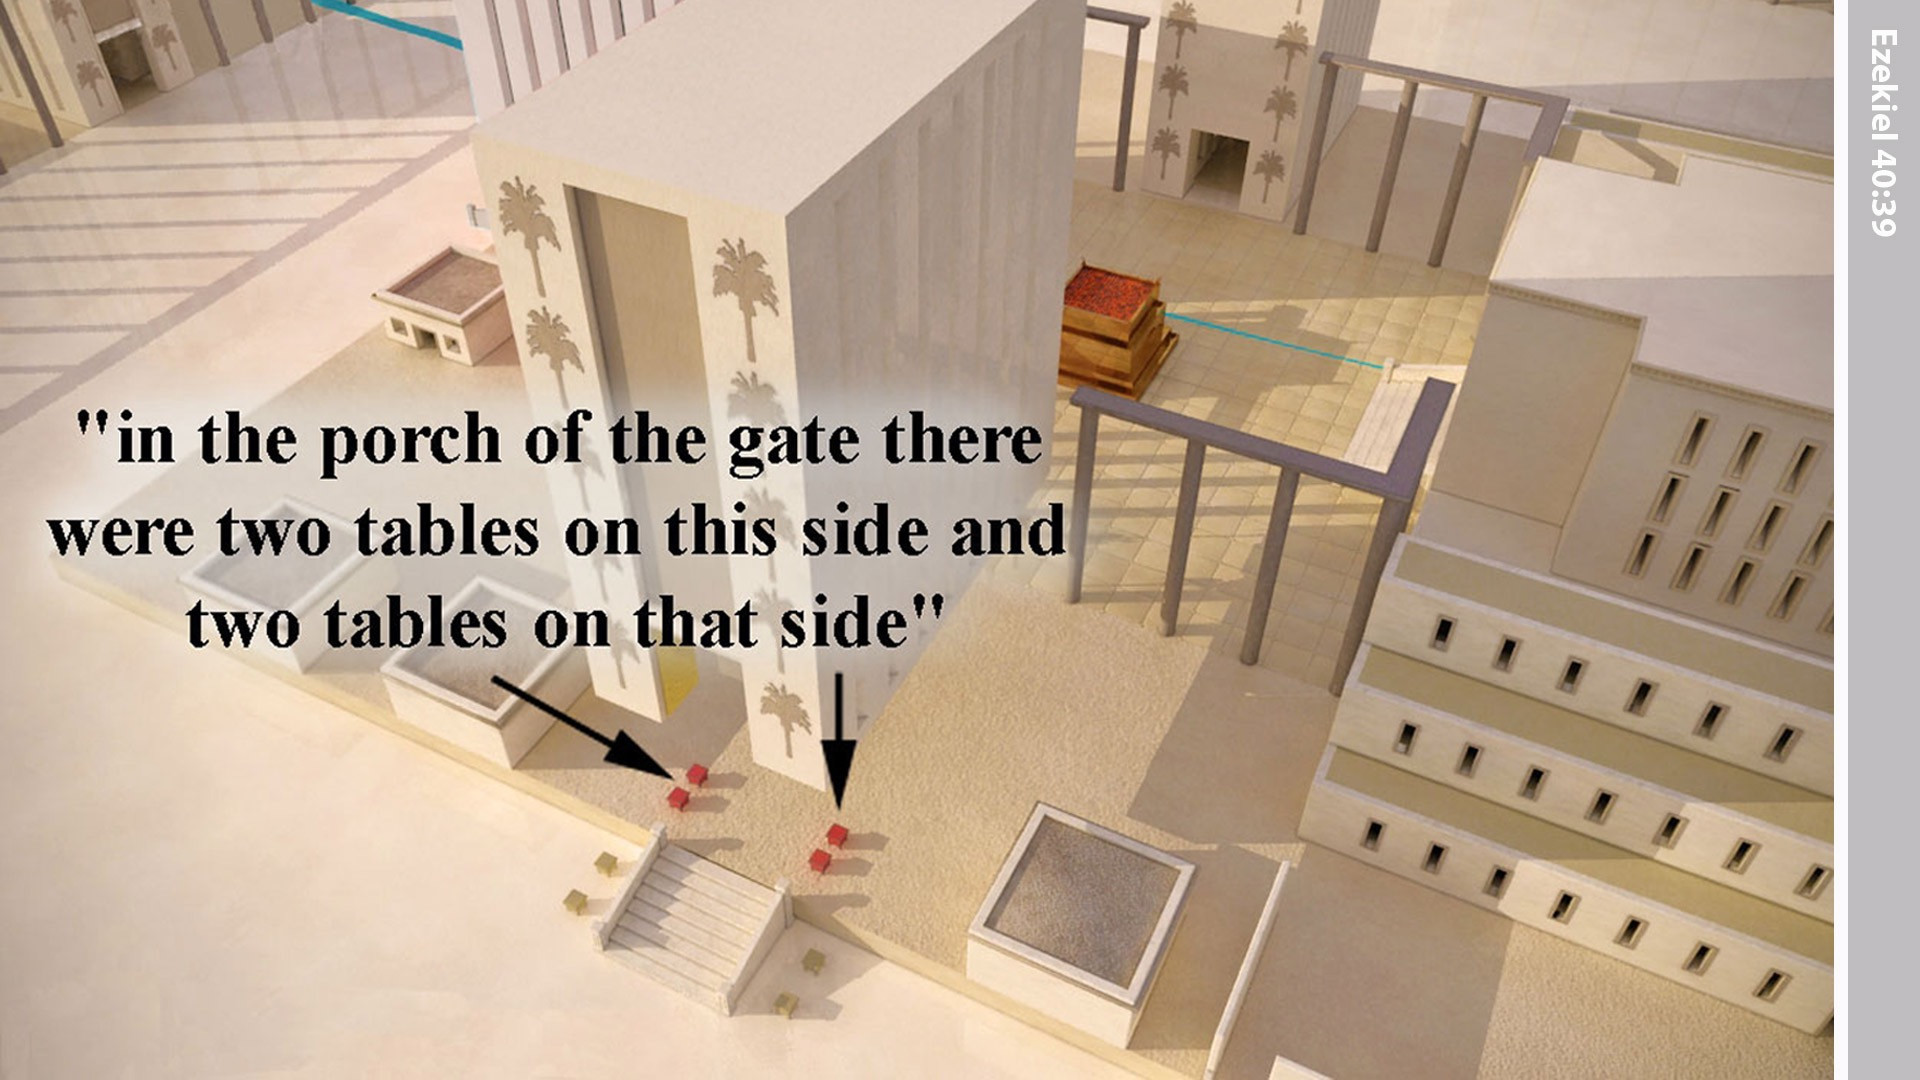 "in the porch of the gate there
were two tables on this side and
two tables on that side"
Ezekiel 40:39